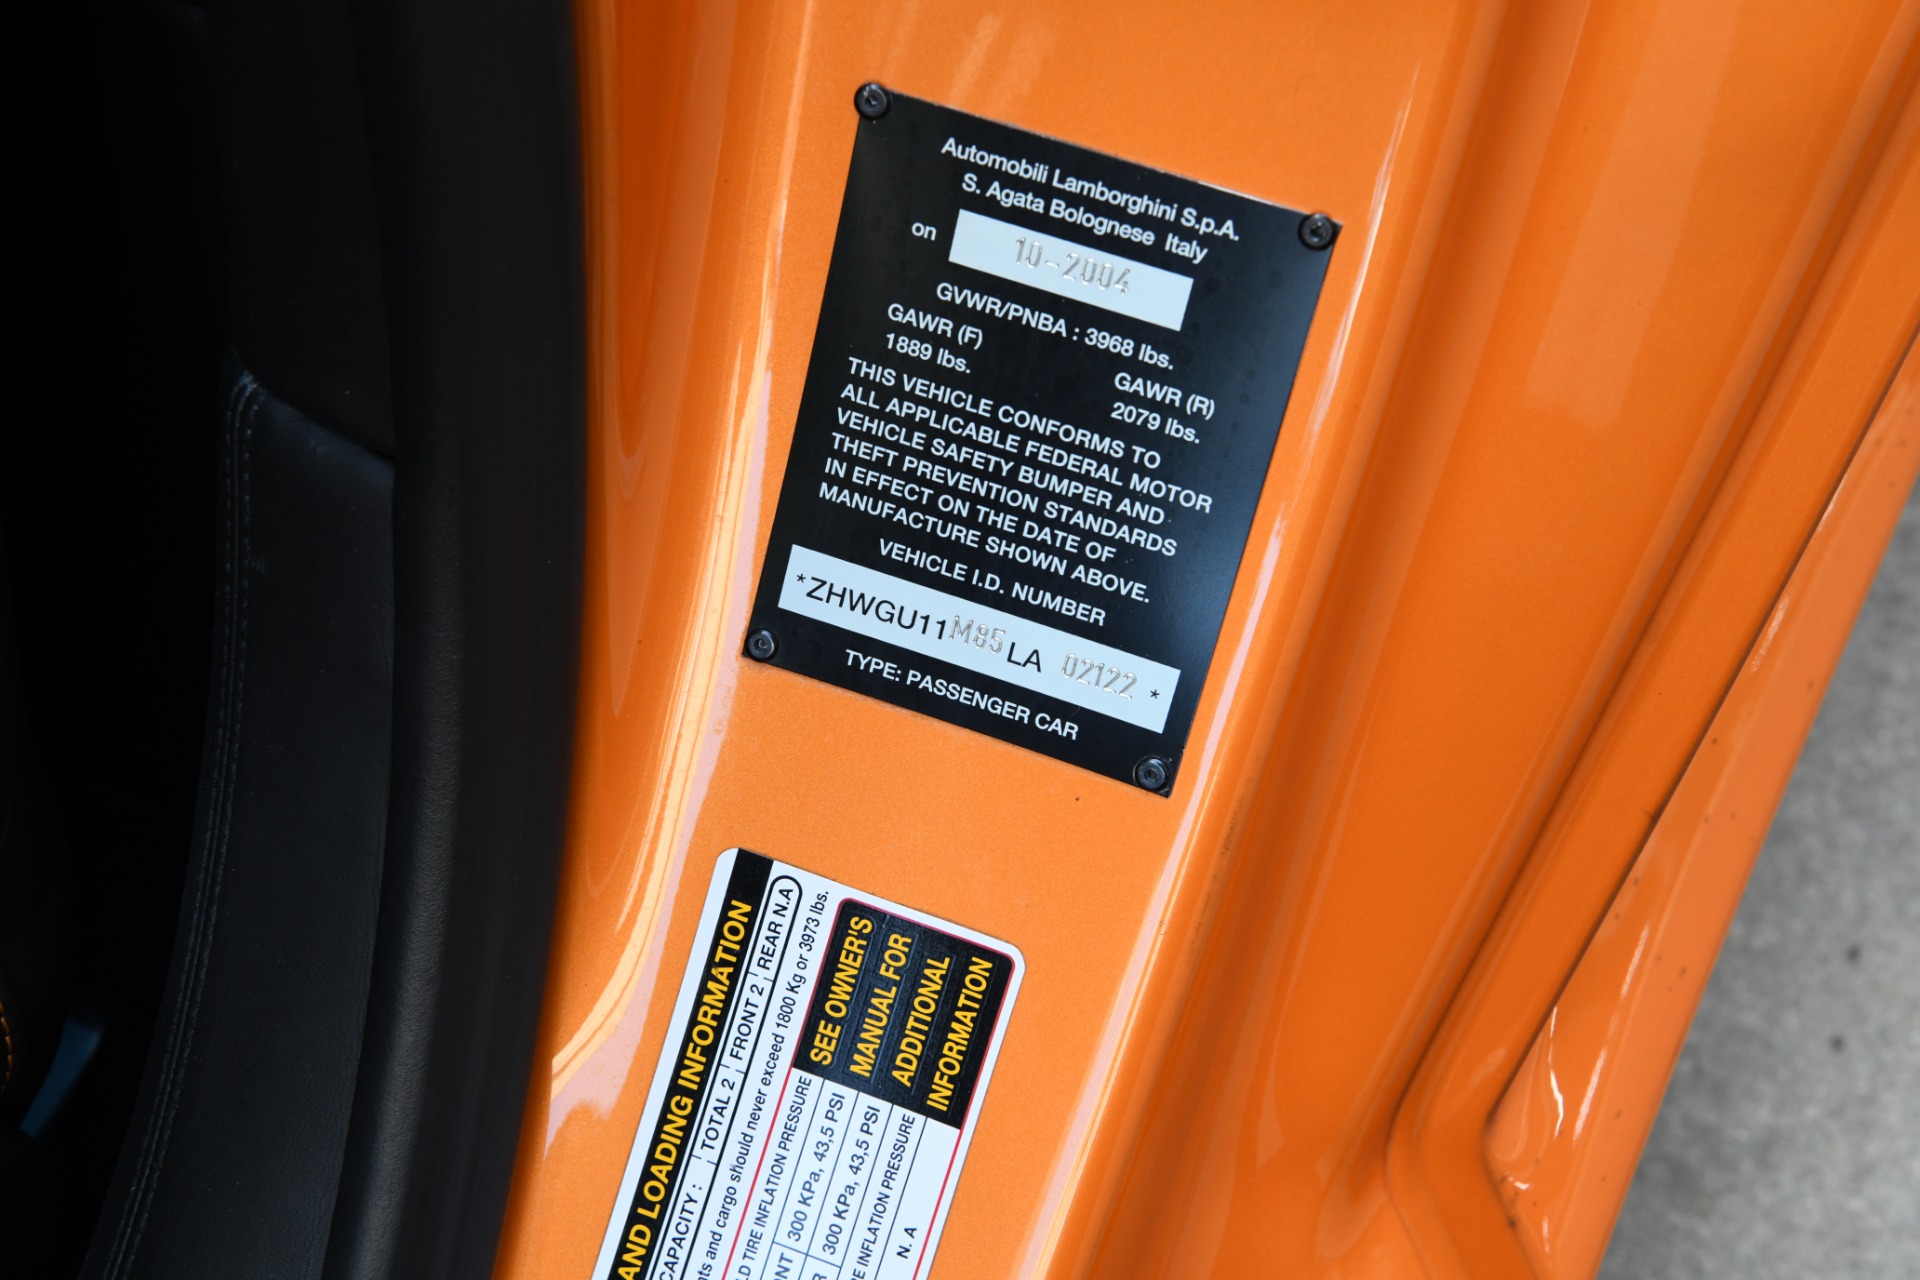 Automobili Lamborghini S.p.A.
S. Agata Bolognese Italy
on 10-2004
GVWR/PNBA : 3968 lbs.
GAWR (F) GAWR (R)
1889 lbs. 2079 lbs.
THIS VEHICLE CONFORMS TO
ALL APPLICABLE FEDERAL MOTOR
VEHICLE SAFETY BUMPER AND
THEFT PREVENTION STANDARDS
IN EFFECT ON THE DATE OF
MANUFACTURE SHOWN ABOVE.
VEHICLE I.D. NUMBER
*ZHWGU11M85LA 02122 *
TYPE: PASSENGER CAR
AND LOADING INFORMATION
CAPACITY : TOTAL 2 FRONT 2 REAR N.A
and cargo should never exceed 1800 Kg or 3973 lbs.
TIRE INFLATION PRESSURE
300 KPa, 43,5 PSI
300 KPa, 43,5 PSI
INFLATION PRESSURE
N. A
SEE OWNER'S
MANUAL FOR
ADDITIONAL
INFORMATION